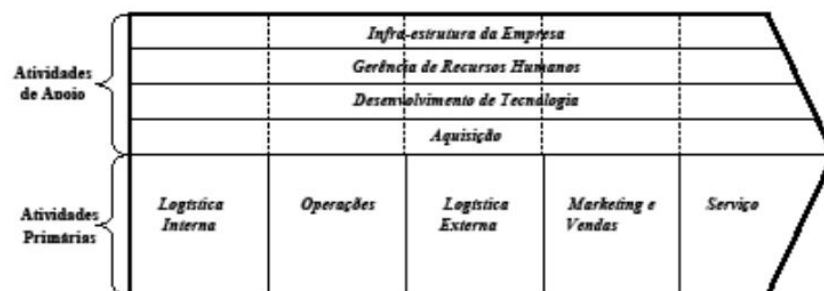 Infra-estrutura da Empresa
Gerência de Recursos Humanos
Desenvolvimento de Tecnologia
Aquisição
Atividades
de Apoio
Logística
Interna
Operações
Logística
Externa
Marketing e
Vendas
Serviço
Atividades
Primárias